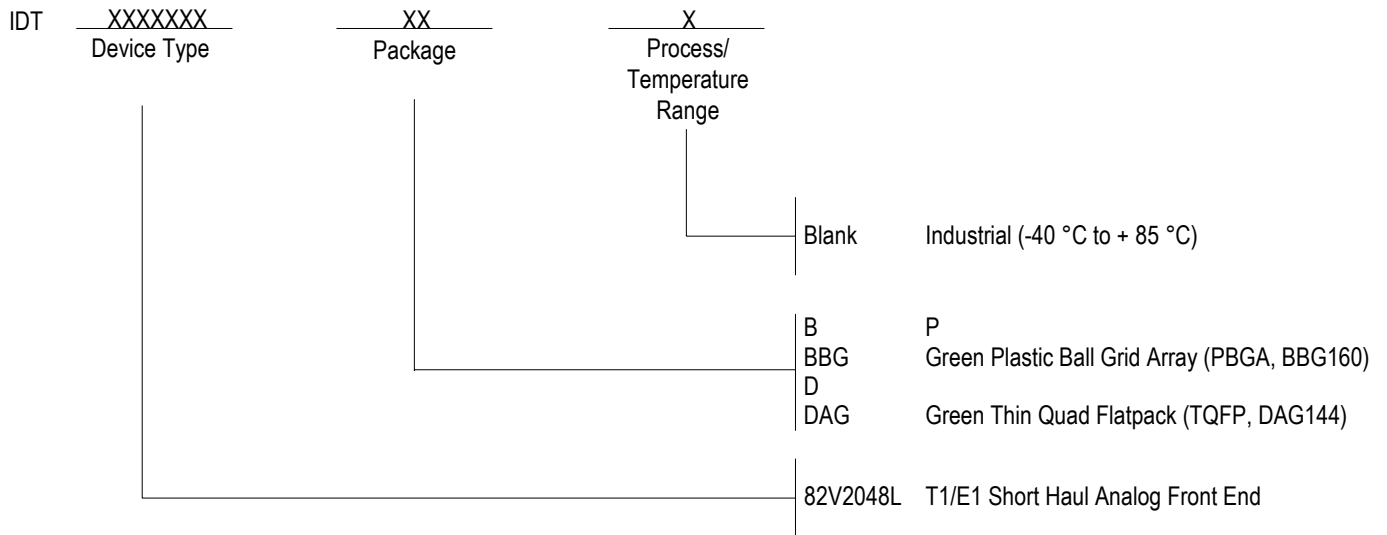 IDT XXXXXXX XX X
Device Type Package Process/
Temperature
Range
Blank Industrial (-40 °C to + 85 °C)
B P
BBG Green Plastic Ball Grid Array (PBGA, BBG160)
D
DAG Green Thin Quad Flatpack (TQFP, DAG144)
82V2048L T1/E1 Short Haul Analog Front End